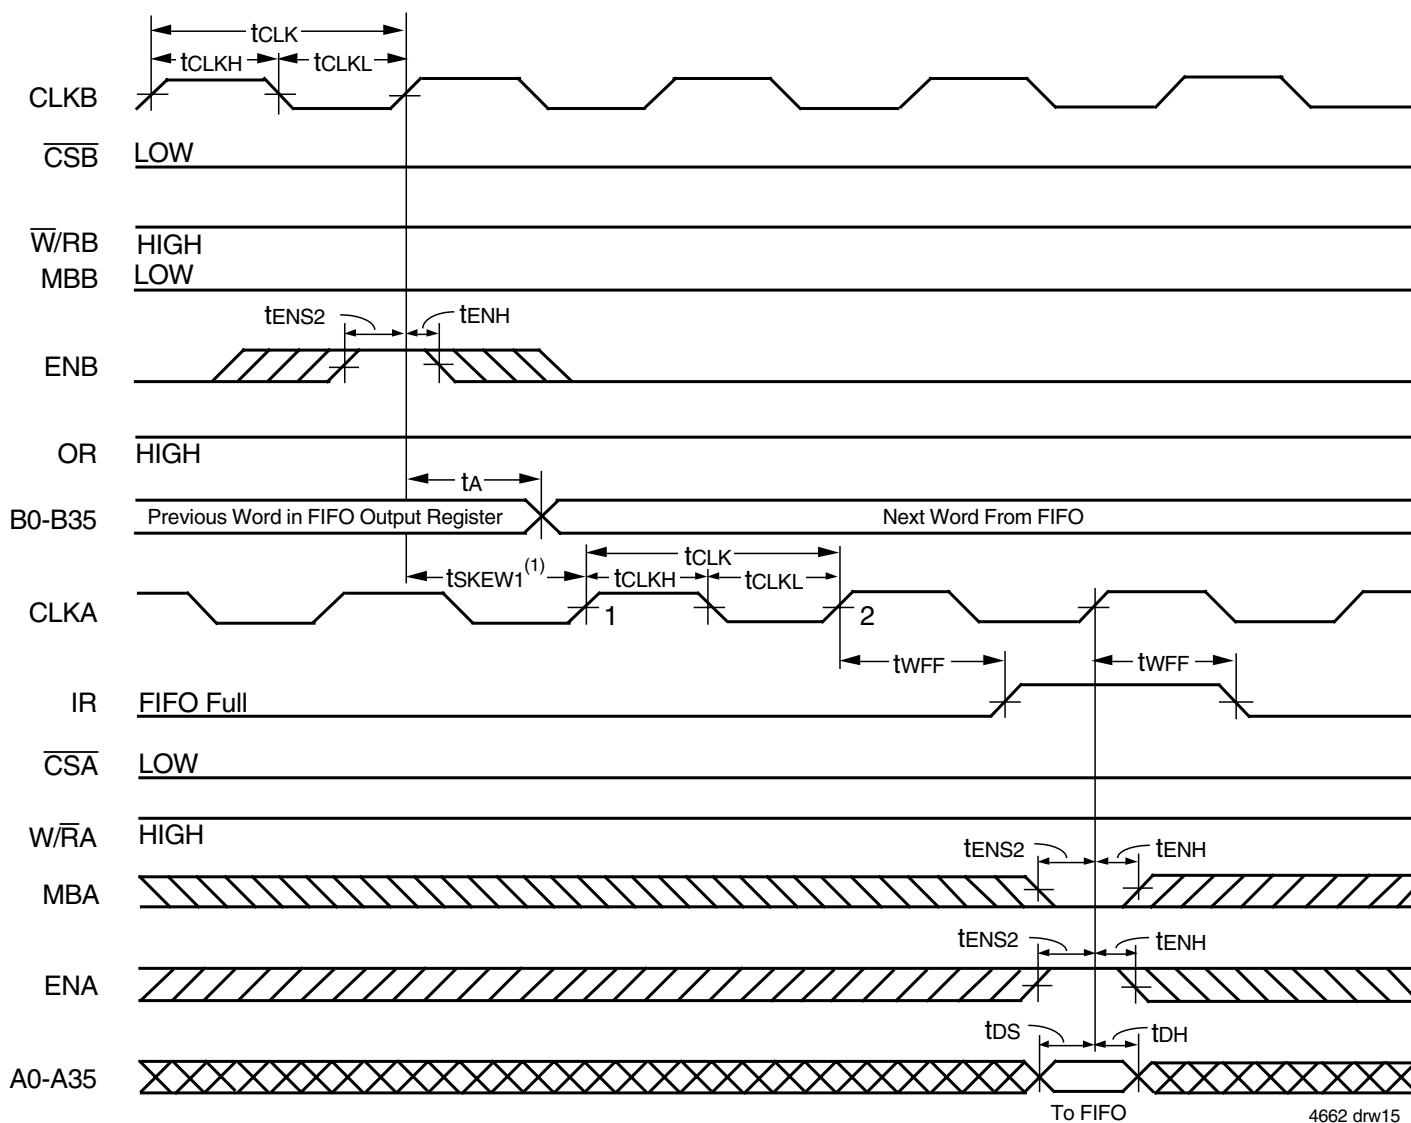 tCLK
tCLKH
tCLKL
CLKB
CSB
LOW
W/RB
HIGH
MBB
LOW
tENS2
tENH
ENB
OR
HIGH
tA
B0-B35
Previous Word in FIFO Output Register
Next Word From FIFO
tCLK
tSKEW1(1)
tCLKH
tCLKL
CLKA
1
2
tWFF
tWFF
IR
FIFO Full
CSA
LOW
W/RA
HIGH
tENS2
tENH
MBA
tENS2
tENH
ENA
tDS
tDH
A0-A35
To FIFO
4662 drw15